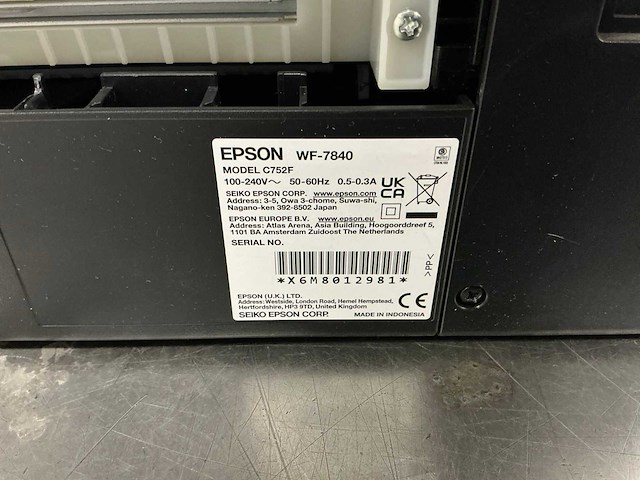 EPSON WF-7840
MODEL C752F
100-240V~ 50-60Hz 0.5-0.3A
UK
CA
SEIKO EPSON CORP. www.epson.com
Address: 3-5, Owa 3-chome, Suwa-shi,
Nagano-ken 392-8502 Japan
EPSON EUROPE B.V. www.epson.eu
Address: Atlas Arena, Asia Building, Hoogoorddreef 5,
1101 BA Amsterdam Zuidoost The Netherlands
SERIAL NO.
*X6M8012981*
>PP<
EPSON (U.K.) LTD.
Address: Westside, London Road, Hemel Hempstead,
Hertfordshire, HP3 9TD, United Kingdom
CE
SEIKO EPSON CORP. MADE IN INDONESIA